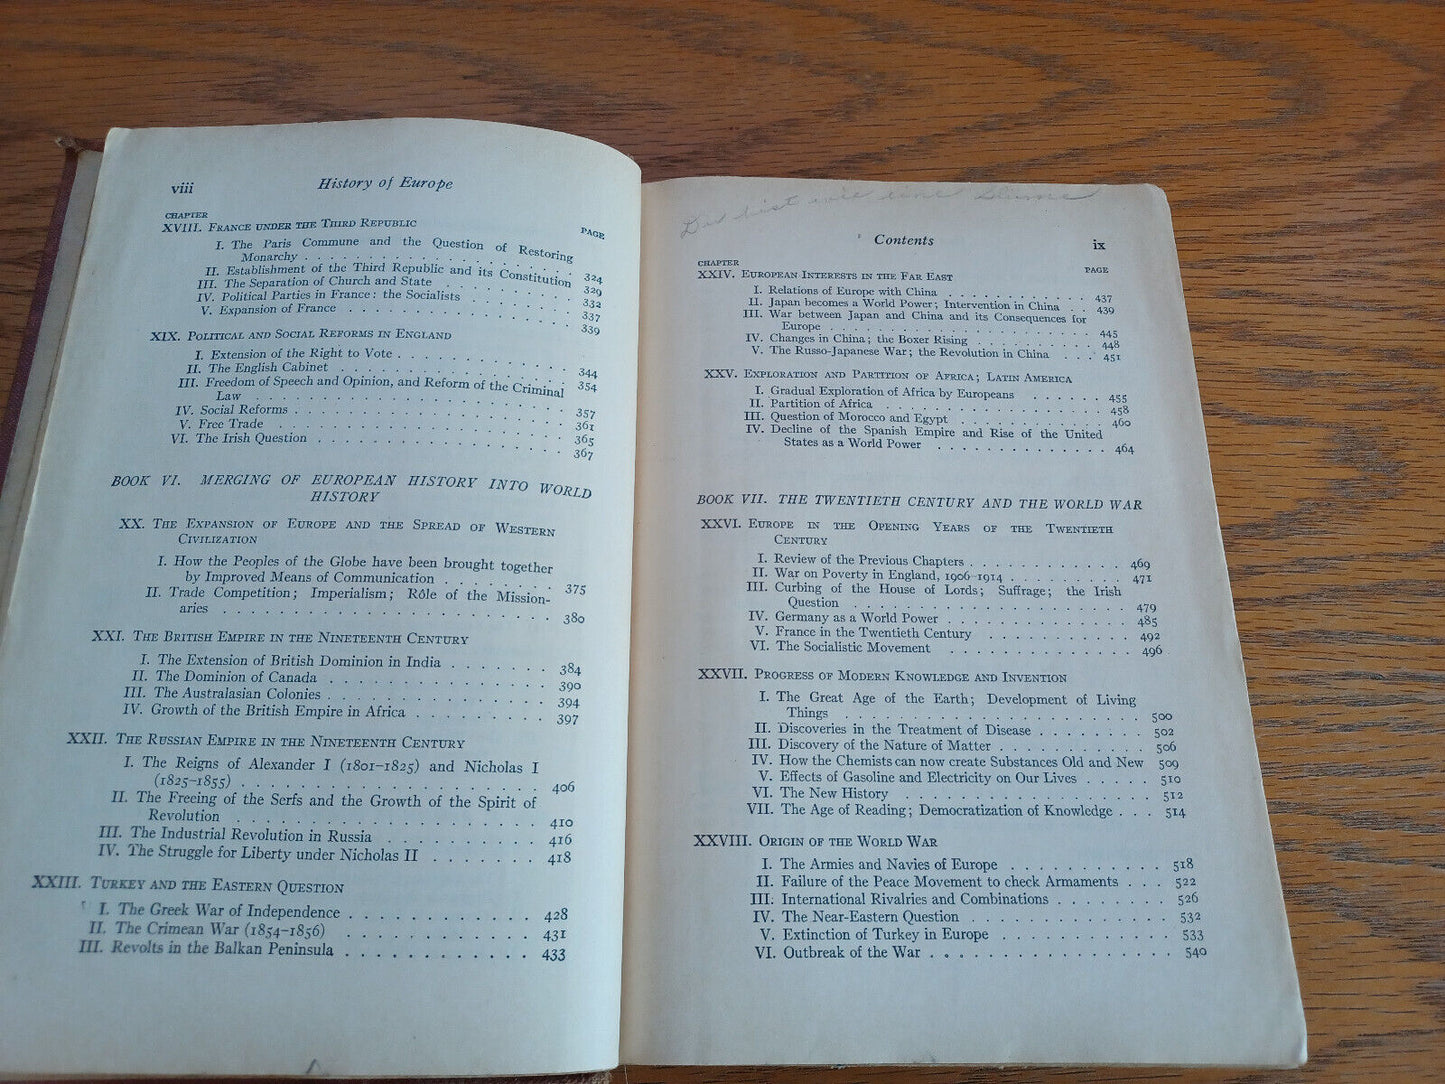 viii
History of Europe
CHAPTER
PAGE
XVIII. FRANCE UNDER THE THIRD REPUBLIC
I. The Paris Commune and the Question of Restoring
Monarchy . . . . . . . . . . . . . . . . . . . . 324
II. Establishment of the Third Republic and its Constitution 329
III. The Separation of Church and State . . . . . . . . . . 332
IV. Political Parties in France: the Socialists . . . . . . . . 337
V. Expansion of France . . . . . . . . . . . . . . . . 339
XIX. POLITICAL AND SOCIAL REFORMS IN ENGLAND
I. Extension of the Right to Vote . . . . . . . . . . . . 344
II. The English Cabinet . . . . . . . . . . . . . . . . 354
III. Freedom of Speech and Opinion, and Reform of the Criminal
Law . . . . . . . . . . . . . . . . . . . . . . 357
IV. Social Reforms . . . . . . . . . . . . . . . . . . 361
V. Free Trade . . . . . . . . . . . . . . . . . . . 365
VI. The Irish Question . . . . . . . . . . . . . . . . 367
BOOK VI. MERGING OF EUROPEAN HISTORY INTO WORLD
HISTORY
XX. THE EXPANSION OF EUROPE AND THE SPREAD OF WESTERN
CIVILIZATION
I. How the Peoples of the Globe have been brought together
by Improved Means of Communication . . . . . . . . 375
II. Trade Competition; Imperialism; Rôle of the Mission-
aries . . . . . . . . . . . . . . . . . . . . . . 380
XXI. THE BRITISH EMPIRE IN THE NINETEENTH CENTURY
I. The Extension of British Dominion in India . . . . . . 384
II. The Dominion of Canada . . . . . . . . . . . . . . 390
III. The Australasian Colonies . . . . . . . . . . . . . . 394
IV. Growth of the British Empire in Africa . . . . . . . . 397
XXII. THE RUSSIAN EMPIRE IN THE NINETEENTH CENTURY
I. The Reigns of Alexander I (1801–1825) and Nicholas I
(1825–1855) . . . . . . . . . . . . . . . . . . . 406
II. The Freeing of the Serfs and the Growth of the Spirit of
Revolution . . . . . . . . . . . . . . . . . . . . 410
III. The Industrial Revolution in Russia . . . . . . . . . . 416
IV. The Struggle for Liberty under Nicholas II . . . . . . . 418
XXIII. TURKEY AND THE EASTERN QUESTION
I. The Greek War of Independence . . . . . . . . . . . 428
II. The Crimean War (1854–1856) . . . . . . . . . . . . 431
III. Revolts in the Balkan Peninsula . . . . . . . . . . . . 433
Du bist wie eine Blume
Contents
ix
CHAPTER
PAGE
XXIV. EUROPEAN INTERESTS IN THE FAR EAST
I. Relations of Europe with China . . . . . . . . . . . 437
II. Japan becomes a World Power; Intervention in China . . 439
III. War between Japan and China and its Consequences for
Europe . . . . . . . . . . . . . . . . . . . . . 445
IV. Changes in China; the Boxer Rising . . . . . . . . . 448
V. The Russo-Japanese War; the Revolution in China . . . 451
XXV. EXPLORATION AND PARTITION OF AFRICA; LATIN AMERICA
I. Gradual Exploration of Africa by Europeans . . . . . . 455
II. Partition of Africa . . . . . . . . . . . . . . . . . 458
III. Question of Morocco and Egypt . . . . . . . . . . . 460
IV. Decline of the Spanish Empire and Rise of the United
States as a World Power . . . . . . . . . . . . . . 464
BOOK VII. THE TWENTIETH CENTURY AND THE WORLD WAR
XXVI. EUROPE IN THE OPENING YEARS OF THE TWENTIETH
CENTURY
I. Review of the Previous Chapters . . . . . . . . . . . 469
II. War on Poverty in England, 1906–1914 . . . . . . . . 471
III. Curbing of the House of Lords; Suffrage; the Irish
Question . . . . . . . . . . . . . . . . . . . . 479
IV. Germany as a World Power . . . . . . . . . . . . . 485
V. France in the Twentieth Century . . . . . . . . . . . 492
VI. The Socialistic Movement . . . . . . . . . . . . . . 496
XXVII. PROGRESS OF MODERN KNOWLEDGE AND INVENTION
I. The Great Age of the Earth; Development of Living
Things . . . . . . . . . . . . . . . . . . . . . 500
II. Discoveries in the Treatment of Disease . . . . . . . . 502
III. Discovery of the Nature of Matter . . . . . . . . . . 506
IV. How the Chemists can now create Substances Old and New 509
V. Effects of Gasoline and Electricity on Our Lives . . . . . 510
VI. The New History . . . . . . . . . . . . . . . . . 512
VII. The Age of Reading; Democratization of Knowledge . . . 514
XXVIII. ORIGIN OF THE WORLD WAR
I. The Armies and Navies of Europe . . . . . . . . . . 518
II. Failure of the Peace Movement to check Armaments . . . 522
III. International Rivalries and Combinations . . . . . . . 526
IV. The Near-Eastern Question . . . . . . . . . . . . . 532
V. Extinction of Turkey in Europe . . . . . . . . . . . 533
VI. Outbreak of the War . . . . . . . . . . . . . . . . 540